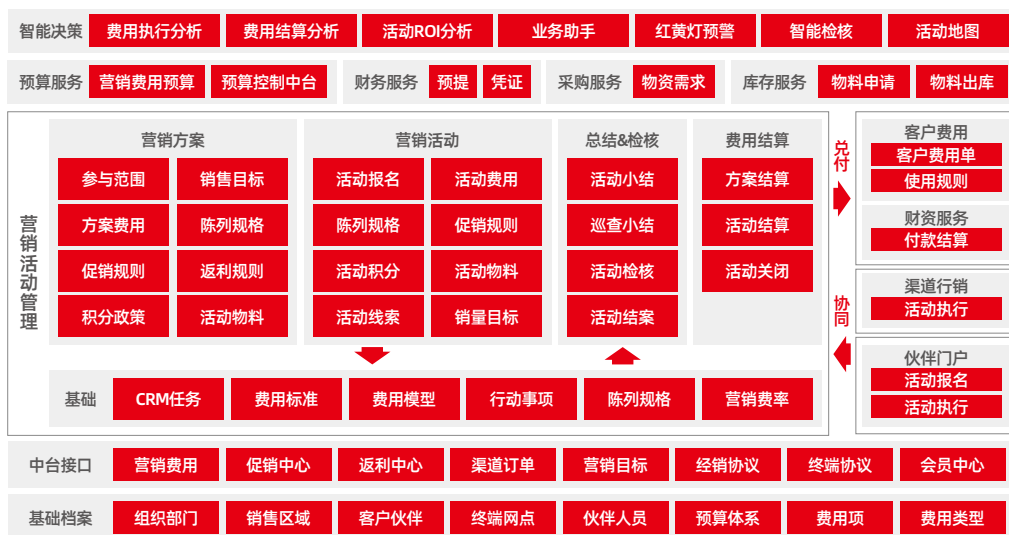 智能决策 费用执行分析 费用结算分析 活动ROI分析 业务助手 红黄灯预警 智能检核 活动地图
预算服务 营销费用预算 预算控制中台 财务服务 预提 凭证 采购服务 物资需求 库存服务 物料申请 物料出库
营销活动管理
营销方案
参与范围 销售目标
方案费用 陈列规格
促销规则 返利规则
积分政策 活动物料
营销活动
活动报名 活动费用
陈列规格 促销规则
活动积分 活动物料
活动线索 销量目标
总结&检核
活动小结
巡查小结
活动检核
活动结案
费用结算
方案结算
活动结算
活动关闭
基础 CRM任务 费用标准 费用模型 行动事项 陈列规格 营销费率
兑付
协同
客户费用
客户费用单
使用规则
财资服务
付款结算
渠道行销
活动执行
伙伴门户
活动报名
活动执行
中台接口 营销费用 促销中心 返利中心 渠道订单 营销目标 经销协议 终端协议 会员中心
基础档案 组织部门 销售区域 客户伙伴 终端网点 伙伴人员 预算体系 费用项 费用类型